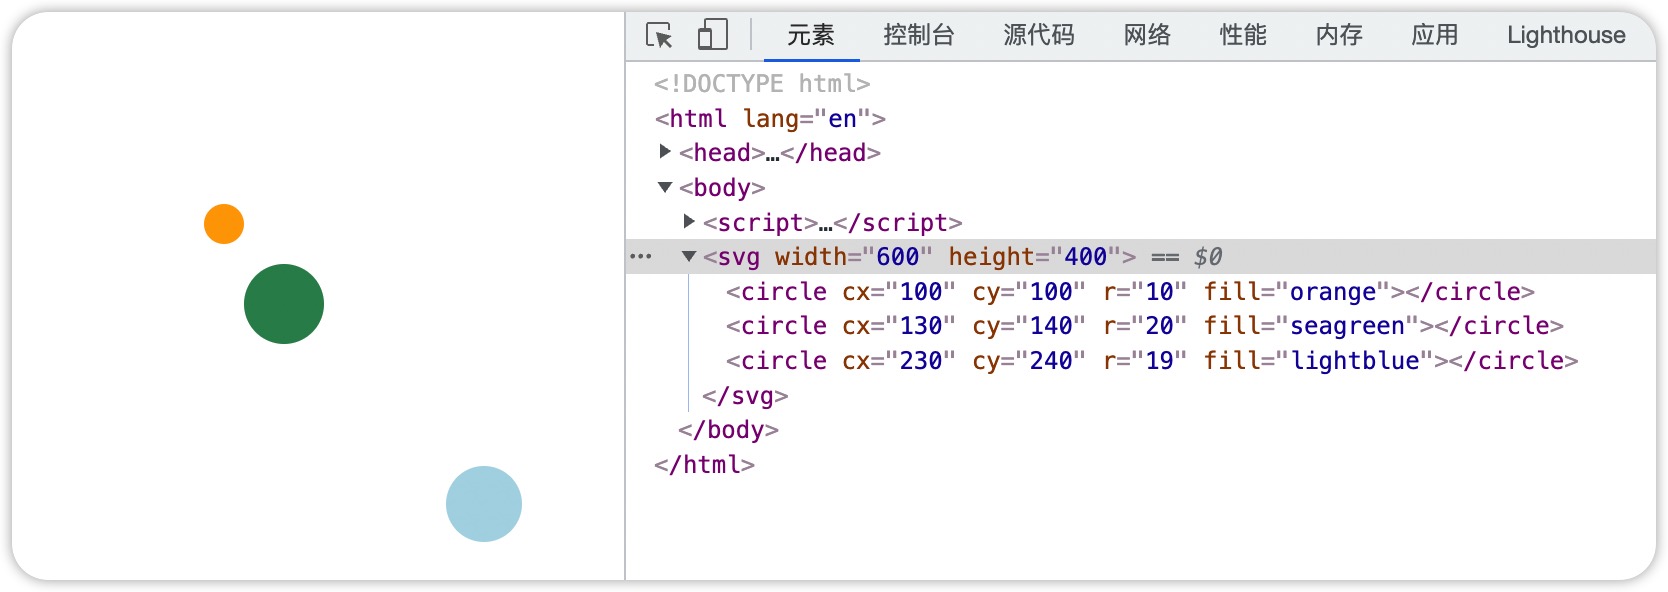 元素 控制台 源代码 网络 性能 内存 应用 Lighthouse
<!DOCTYPE html>
<html lang="en">
▶<head>…</head>
▼<body>
▶<script>…</script>
…▼<svg width="600" height="400"> == $0
<circle cx="100" cy="100" r="10" fill="orange"></circle>
<circle cx="130" cy="140" r="20" fill="seagreen"></circle>
<circle cx="230" cy="240" r="19" fill="lightblue"></circle>
</svg>
</body>
</html>